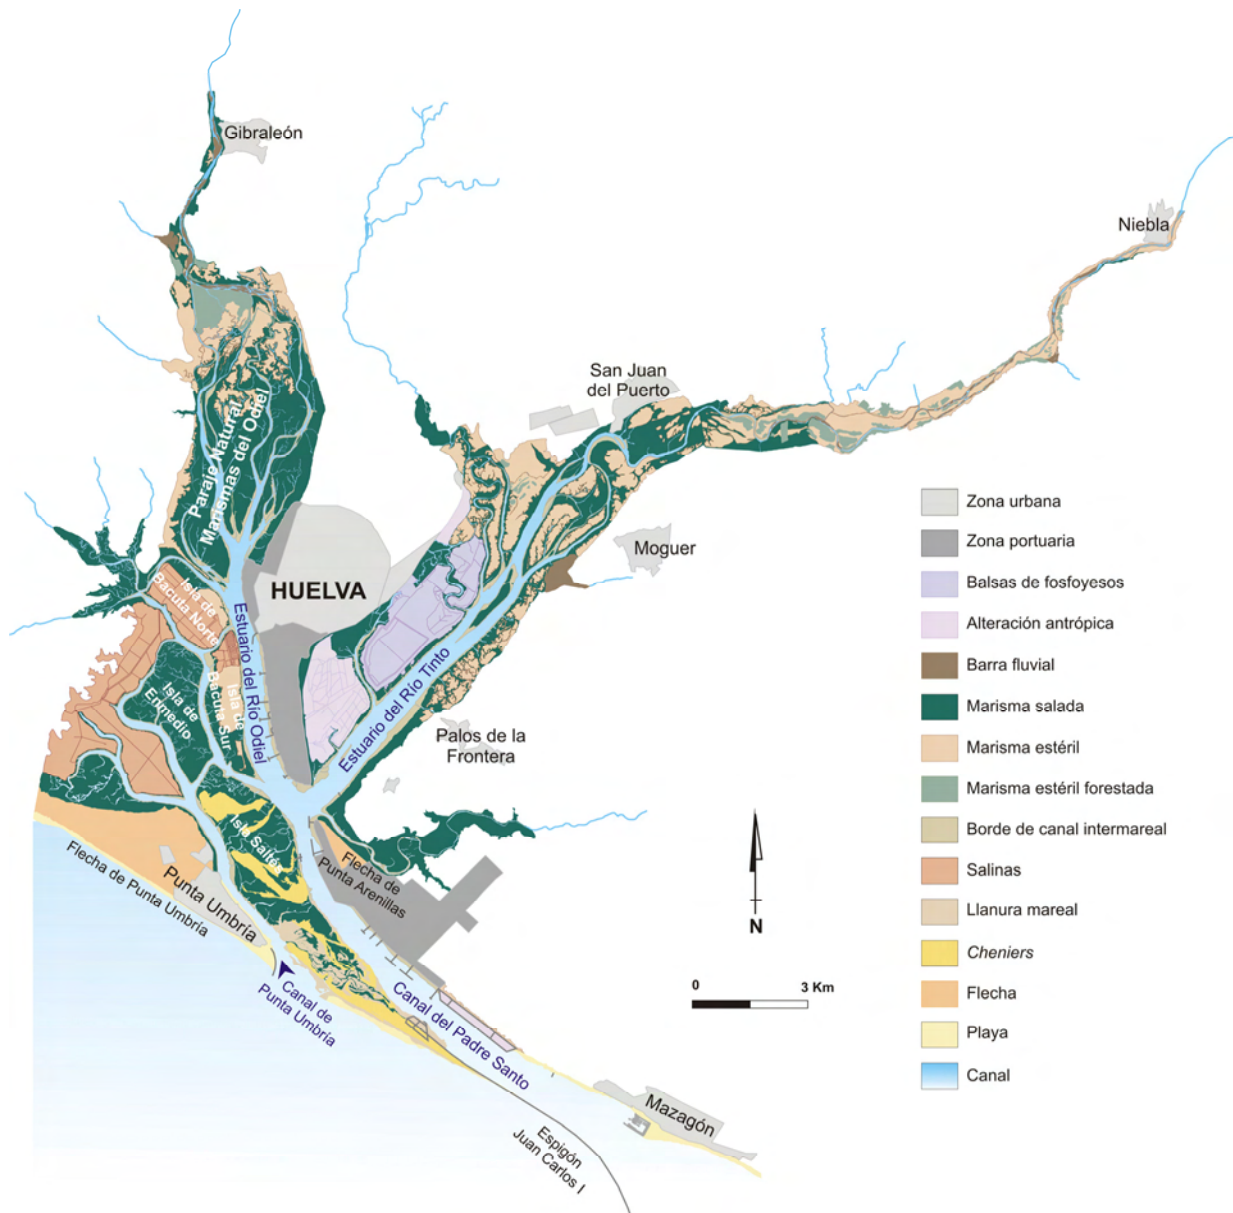 Gibraleón
Niebla
San Juan
del Puerto
Paraje Natural
Marismas del Odiel
Moguer
HUELVA
Isla de
Bacuta Norte
Isla de
Bacuta Sur
Isla de
Enmedio
Estuario del Río Odiel
Estuario del Río Tinto
Palos de la
Frontera
Isla Saltés
Flecha de
Punta Arenillas
Punta Umbría
Flecha de Punta Umbría
Canal de
Punta Umbría
Canal del Padre Santo
Mazagón
Espigón
Juan Carlos I
N
0 3 Km
Zona urbana
Zona portuaria
Balsas de fosfoyesos
Alteración antrópica
Barra fluvial
Marisma salada
Marisma estéril
Marisma estéril forestada
Borde de canal intermareal
Salinas
Llanura mareal
Cheniers
Flecha
Playa
Canal